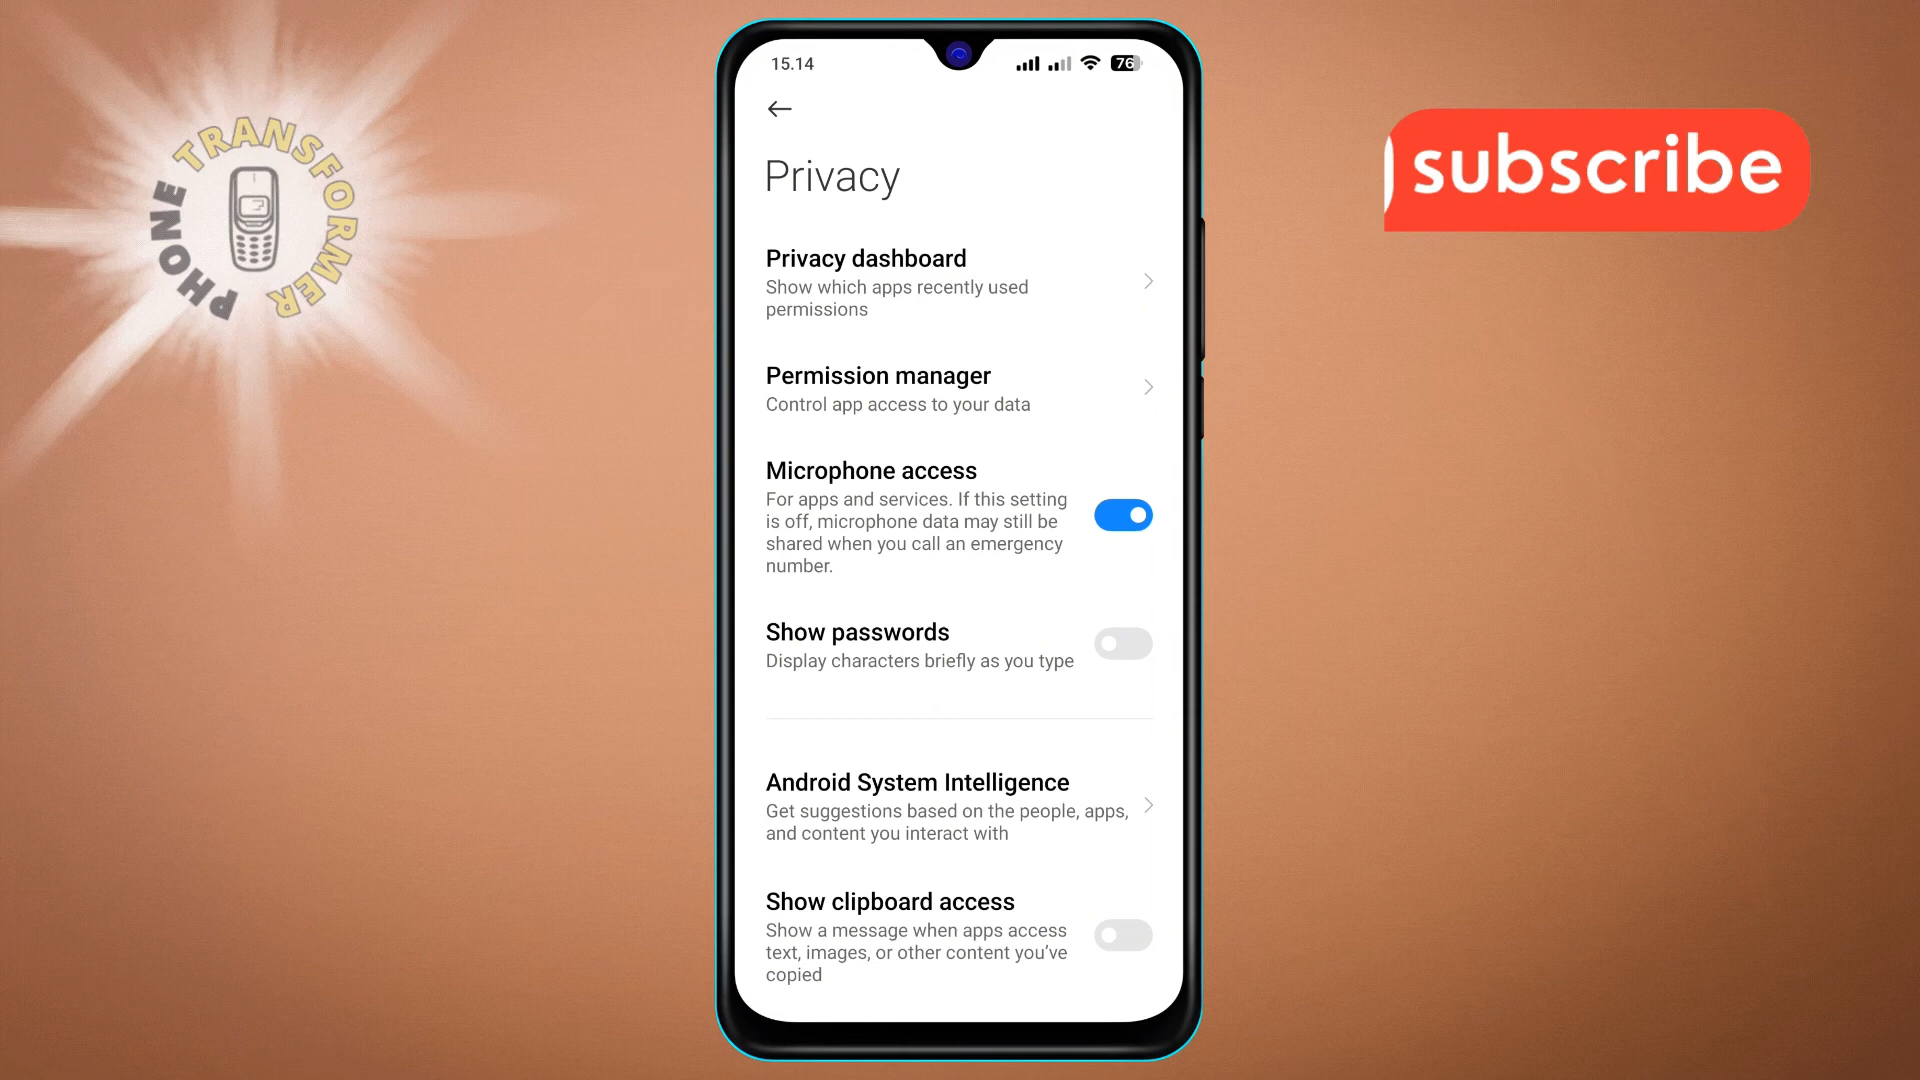 PHONE TRANSFORMER
subscribe
15.14
76
Privacy
Privacy dashboard
Show which apps recently used
permissions
Permission manager
Control app access to your data
Microphone access
For apps and services. If this setting
is off, microphone data may still be
shared when you call an emergency
number.
Show passwords
Display characters briefly as you type
Android System Intelligence
Get suggestions based on the people, apps,
and content you interact with
Show clipboard access
Show a message when apps access
text, images, or other content you’ve
copied